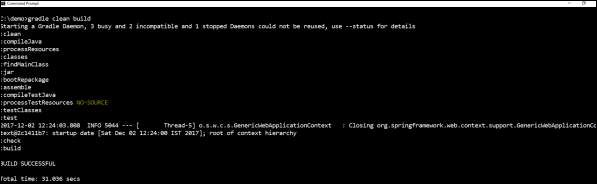 Command Prompt
C:\demo>gradle clean build
Starting a Gradle Daemon, 3 busy and 2 incompatible and 1 stopped Daemons could not be reused, use --status for details
:clean
:compileJava
:processResources
:classes
:findMainClass
:jar
:bootRepackage
:assemble
:compileTestJava
:processTestResources NO-SOURCE
:testClasses
:test
2017-12-02 12:24:03.808  INFO 5044 --- [       Thread-5] o.s.w.c.s.GenericWebApplicationContext   : Closing org.springframework.web.context.support.GenericWebApplicationCo
text@2c1411b7: startup date [Sat Dec 02 12:24:00 IST 2017]; root of context hierarchy
:check
:build
BUILD SUCCESSFUL
Total time: 31.036 secs